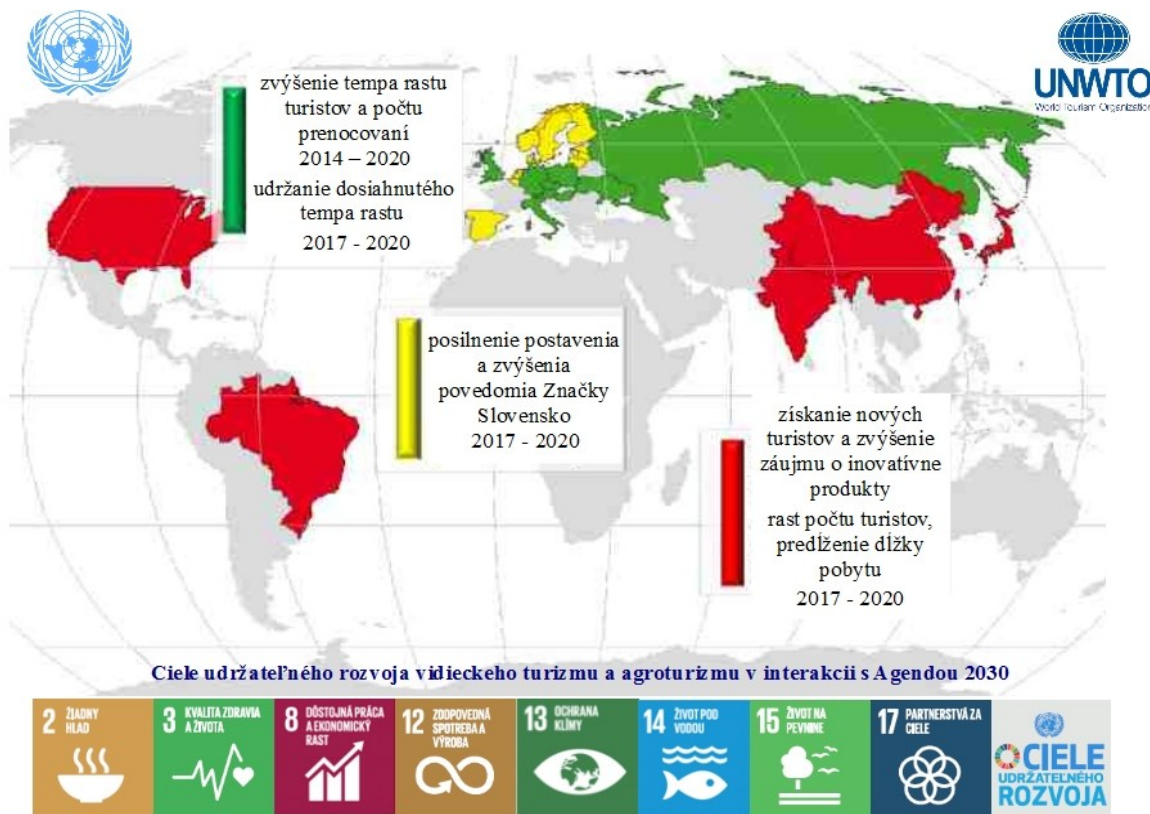 UNWTO
World Tourism Organization
zvýšenie tempa rastu
turistov a počtu
prenocovaní
2014 – 2020
udržanie dosiahnutého
tempa rastu
2017 - 2020
posilnenie postavenia
a zvýšenia
povedomia Značky
Slovensko
2017 - 2020
získanie nových
turistov a zvýšenie
záujmu o inovatívne
produkty
rast počtu turistov,
predĺženie dĺžky
pobytu
2017 - 2020
Ciele udržateľného rozvoja vidieckeho turizmu a agroturizmu v interakcii s Agendou 2030
2 ŽIADNY
HLAD
3 KVALITA ZDRAVIA
A ŽIVOTA
8 DÔSTOJNÁ PRÁCA
A EKONOMICKÝ
RAST
12 ZODPOVEDNÁ
SPOTREBA A
VÝROBA
13 OCHRANA
KLÍMY
14 ŽIVOT POD
VODOU
15 ŽIVOT NA
PEVNINE
17 PARTNERSTVÁ ZA
CIELE
CIELE
UDRŽATEĽNÉHO
ROZVOJA